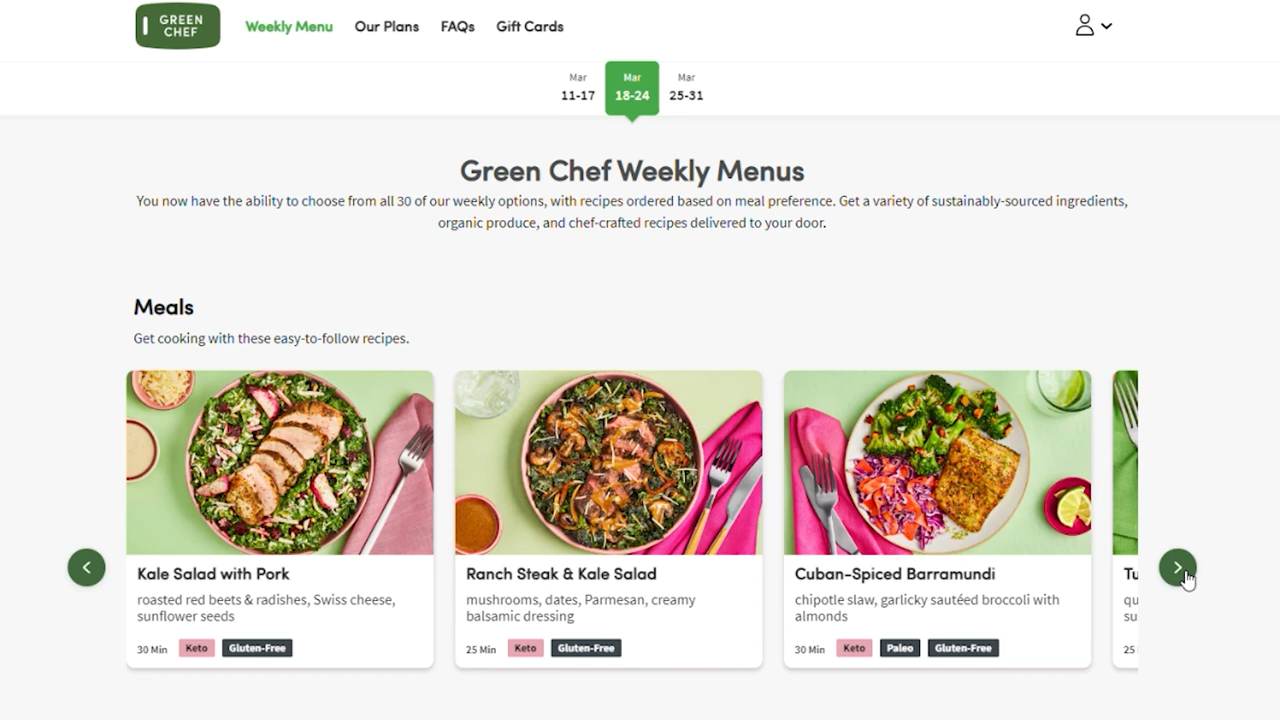 GREEN
CHEF
Weekly Menu
Our Plans
FAQs
Gift Cards
Mar
11-17
Mar
18-24
Mar
25-31
Green Chef Weekly Menus
You now have the ability to choose from all 30 of our weekly options, with recipes ordered based on meal preference. Get a variety of sustainably-sourced ingredients,
organic produce, and chef-crafted recipes delivered to your door.
Meals
Get cooking with these easy-to-follow recipes.
Kale Salad with Pork
roasted red beets & radishes, Swiss cheese,
sunflower seeds
30 Min Keto Gluten-Free
Ranch Steak & Kale Salad
mushrooms, dates, Parmesan, creamy
balsamic dressing
25 Min Keto Gluten-Free
Cuban-Spiced Barramundi
chipotle slaw, garlicky sautéed broccoli with
almonds
30 Min Keto Paleo Gluten-Free
Tu
qu
su
25